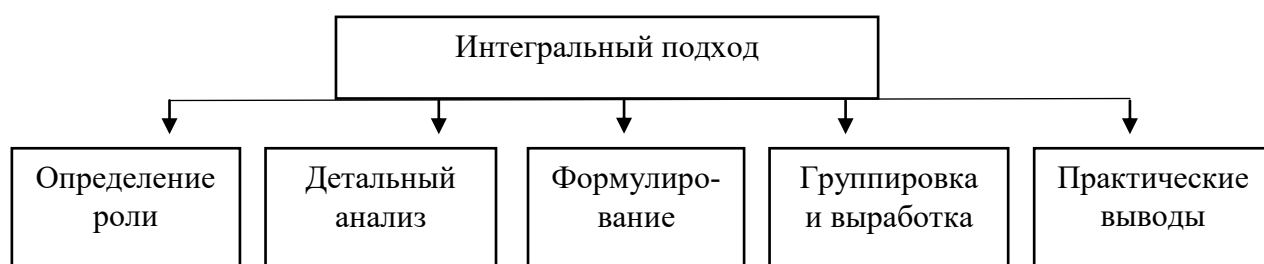 Интегральный подход
Определение
роли
Детальный
анализ
Формулиро-
вание
Группировка
и выработка
Практические
выводы